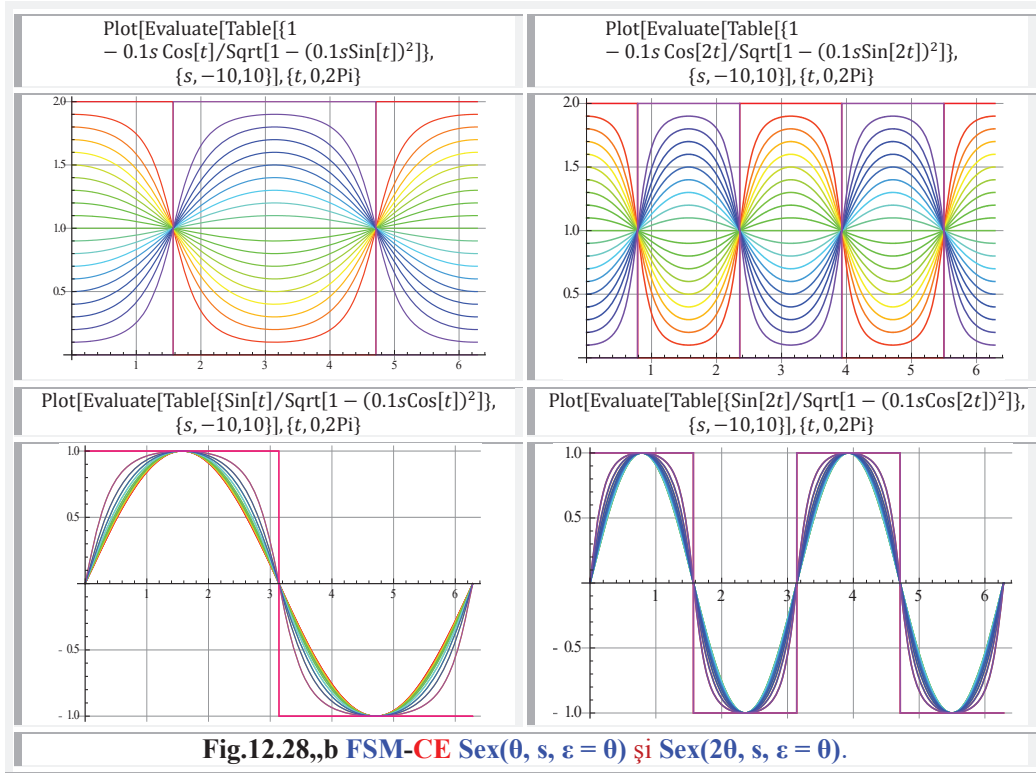 Plot[Evaluate[Table[{1
− 0.1s Cos[t]/Sqrt[1 − (0.1sSin[t])²]},
{s,−10,10}],{t,0,2Pi}
Plot[Evaluate[Table[{1
− 0.1s Cos[2t]/Sqrt[1 − (0.1sSin[2t])²]},
{s,−10,10}],{t,0,2Pi}
2.0
1.5
1.0
0.5
1 2 3 4 5 6
2.0
1.5
1.0
0.5
1 2 3 4 5 6
Plot[Evaluate[Table[{Sin[t]/Sqrt[1 − (0.1sCos[t])²]},
{s,−10,10}],{t,0,2Pi}
Plot[Evaluate[Table[{Sin[2t]/Sqrt[1 − (0.1sCos[2t])²]},
{s,−10,10}],{t,0,2Pi}
1.0
0.5
1 2 3 4 5 6
- 0.5
- 1.0
1.0
0.5
1 2 3 4 5 6
- 0.5
- 1.0
Fig.12.28,,b FSM-CE Sex(θ, s, ε = θ) şi Sex(2θ, s, ε = θ).